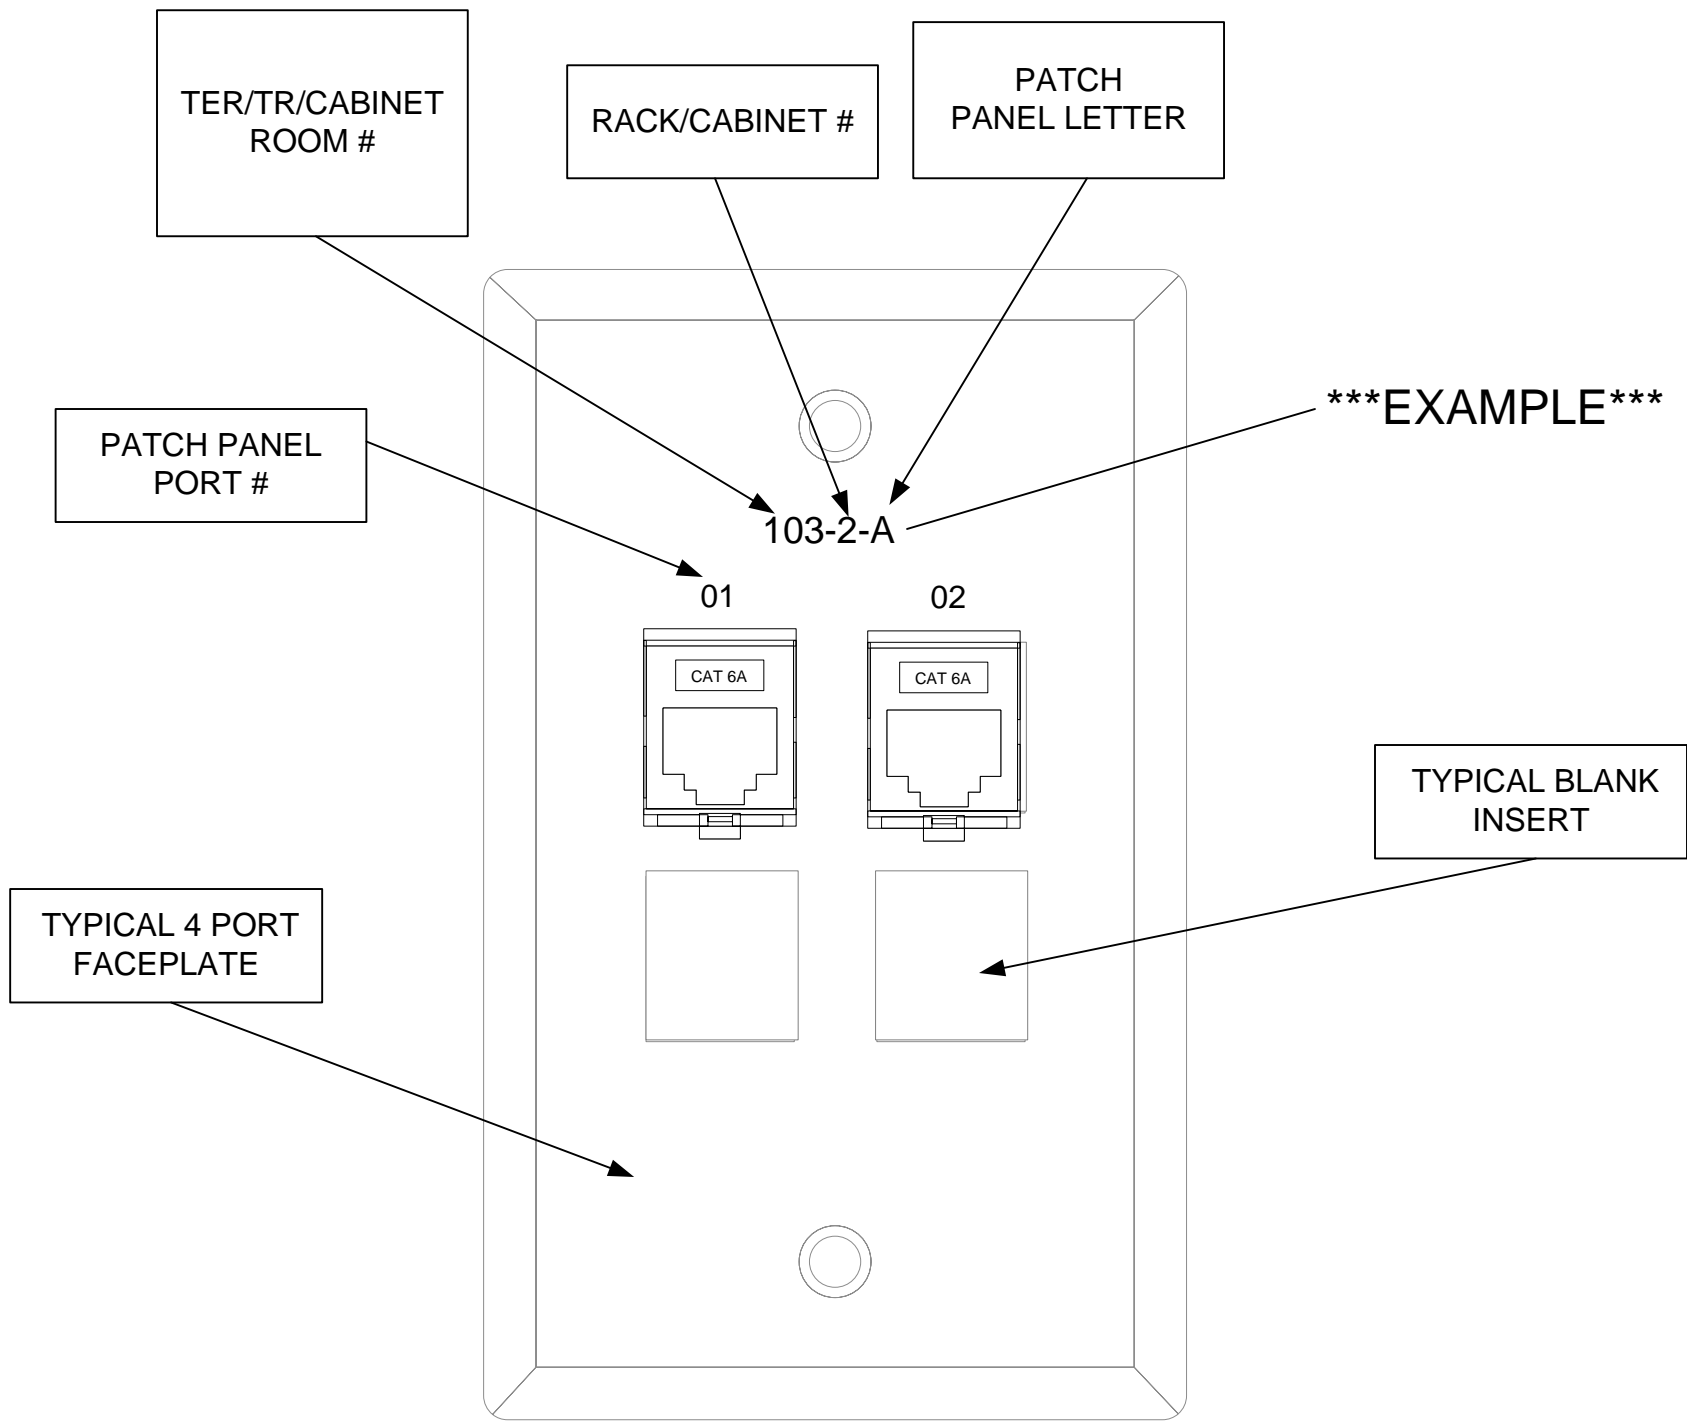 TER/TR/CABINET
ROOM #
RACK/CABINET #
PATCH
PANEL LETTER
***EXAMPLE***
PATCH PANEL
PORT #
103-2-A
01
02
CAT 6A
CAT 6A
TYPICAL BLANK
INSERT
TYPICAL 4 PORT
FACEPLATE